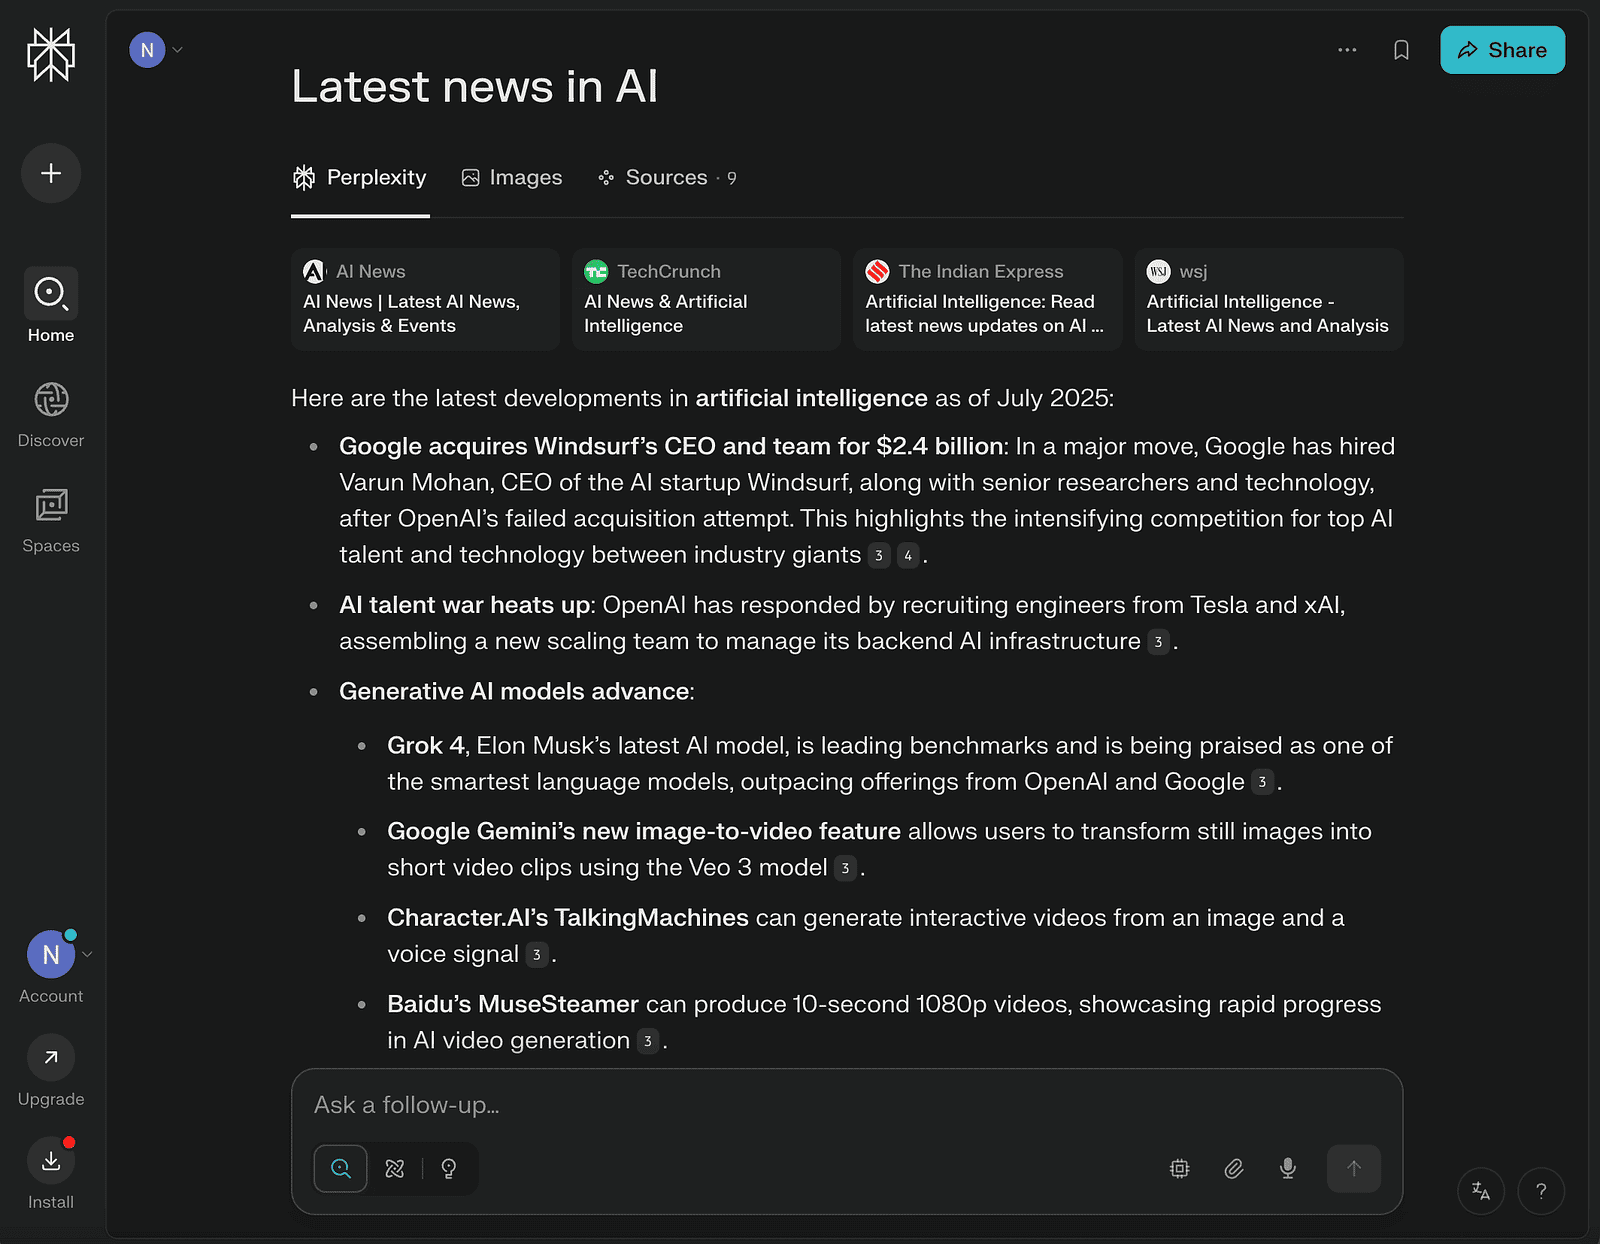 N
Share
Latest news in AI
Perplexity
Images
Sources · 9
AI News
AI News | Latest AI News,
Analysis & Events
TechCrunch
AI News & Artificial
Intelligence
The Indian Express
Artificial Intelligence: Read
latest news updates on AI ...
WSJ
wsj
Artificial Intelligence -
Latest AI News and Analysis
Home
Discover
Spaces
Here are the latest developments in artificial intelligence as of July 2025:
• Google acquires Windsurf’s CEO and team for $2.4 billion: In a major move, Google has hired
Varun Mohan, CEO of the AI startup Windsurf, along with senior researchers and technology,
after OpenAI’s failed acquisition attempt. This highlights the intensifying competition for top AI
talent and technology between industry giants 3 4 .
• AI talent war heats up: OpenAI has responded by recruiting engineers from Tesla and xAI,
assembling a new scaling team to manage its backend AI infrastructure 3 .
• Generative AI models advance:
• Grok 4, Elon Musk’s latest AI model, is leading benchmarks and is being praised as one of
the smartest language models, outpacing offerings from OpenAI and Google 3 .
• Google Gemini’s new image-to-video feature allows users to transform still images into
short video clips using the Veo 3 model 3 .
• Character.AI’s TalkingMachines can generate interactive videos from an image and a
voice signal 3 .
• Baidu’s MuseSteamer can produce 10-second 1080p videos, showcasing rapid progress
in AI video generation 3 .
N
Account
Upgrade
Install
Ask a follow-up...
?